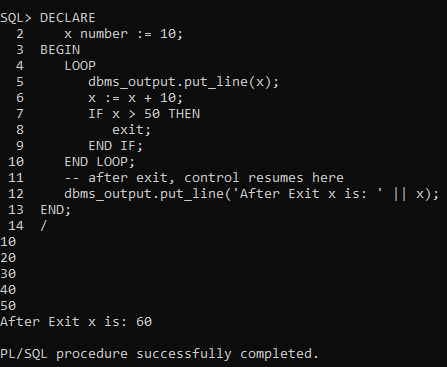 SQL> DECLARE
  2     x number := 10;
  3  BEGIN
  4     LOOP
  5        dbms_output.put_line(x);
  6        x := x + 10;
  7        IF x > 50 THEN
  8           exit;
  9        END IF;
 10     END LOOP;
 11     -- after exit, control resumes here
 12     dbms_output.put_line('After Exit x is: ' || x);
 13  END;
 14  /
10
20
30
40
50
After Exit x is: 60

PL/SQL procedure successfully completed.